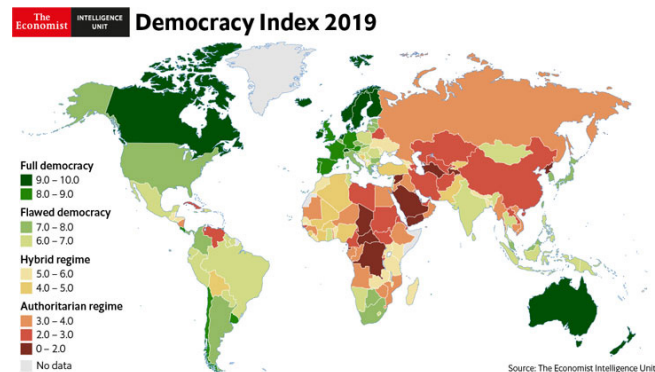 The
Economist
INTELLIGENCE
UNIT
Democracy Index 2019
Full democracy
9.0 – 10.0
8.0 – 9.0
Flawed democracy
7.0 – 8.0
6.0 – 7.0
Hybrid regime
5.0 – 6.0
4.0 – 5.0
Authoritarian regime
3.0 – 4.0
2.0 – 3.0
0 – 2.0
No data
Source: The Economist Intelligence Unit